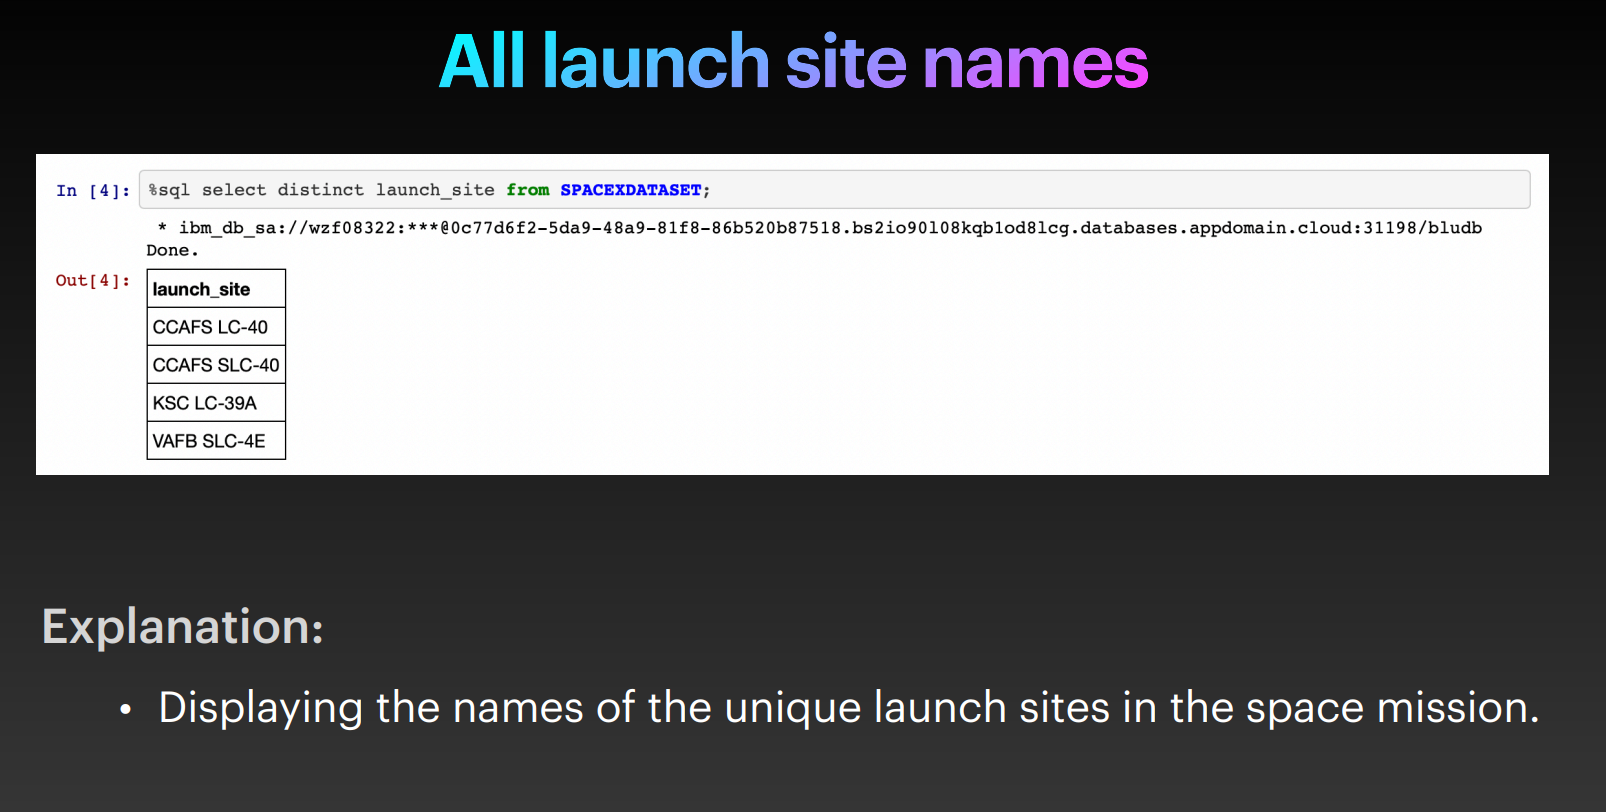 All launch site names
In [4]: %sql select distinct launch_site from SPACEXDATASET;
* ibm_db_sa://wzf08322:***@0c77d6f2-5da9-48a9-81f8-86b520b87518.bs2io90l08kqb1od8lcg.databases.appdomain.cloud:31198/bludb
Done.
Out[4]: launch_site
CCAFS LC-40
CCAFS SLC-40
KSC LC-39A
VAFB SLC-4E
Explanation:
• Displaying the names of the unique launch sites in the space mission.